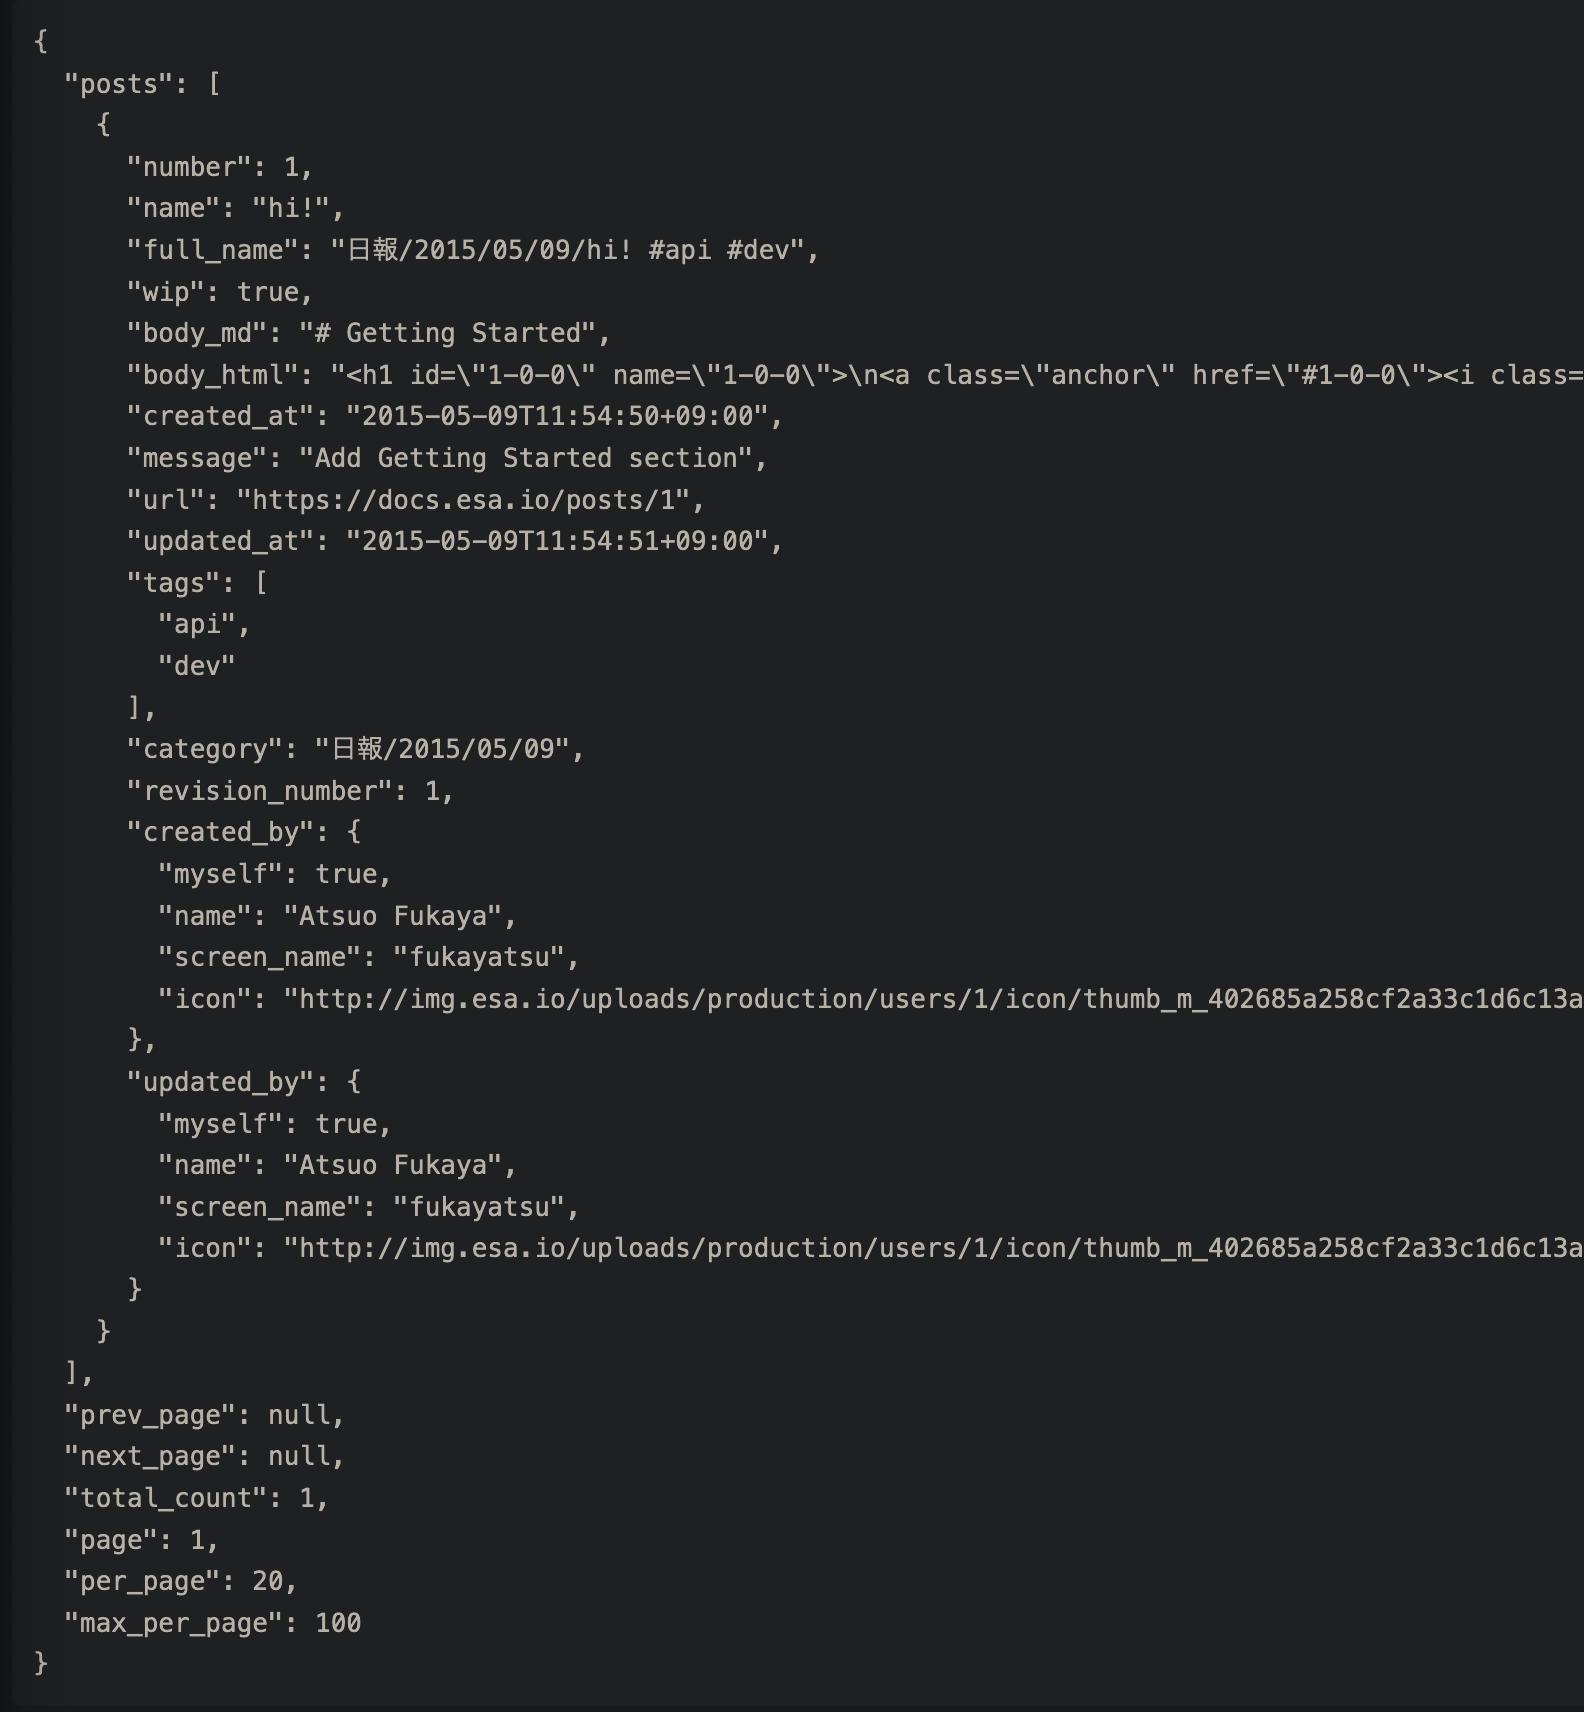 {
  "posts": [
    {
      "number": 1,
      "name": "hi!",
      "full_name": "日報/2015/05/09/hi! #api #dev",
      "wip": true,
      "body_md": "# Getting Started",
      "body_html": "<h1 id=\"1-0-0\" name=\"1-0-0\">\n<a class=\"anchor\" href=\"#1-0-0\"><i class=
      "created_at": "2015-05-09T11:54:50+09:00",
      "message": "Add Getting Started section",
      "url": "https://docs.esa.io/posts/1",
      "updated_at": "2015-05-09T11:54:51+09:00",
      "tags": [
        "api",
        "dev"
      ],
      "category": "日報/2015/05/09",
      "revision_number": 1,
      "created_by": {
        "myself": true,
        "name": "Atsuo Fukaya",
        "screen_name": "fukayatsu",
        "icon": "http://img.esa.io/uploads/production/users/1/icon/thumb_m_402685a258cf2a33c1d6c13a
      },
      "updated_by": {
        "myself": true,
        "name": "Atsuo Fukaya",
        "screen_name": "fukayatsu",
        "icon": "http://img.esa.io/uploads/production/users/1/icon/thumb_m_402685a258cf2a33c1d6c13a
      }
    }
  ],
  "prev_page": null,
  "next_page": null,
  "total_count": 1,
  "page": 1,
  "per_page": 20,
  "max_per_page": 100
}